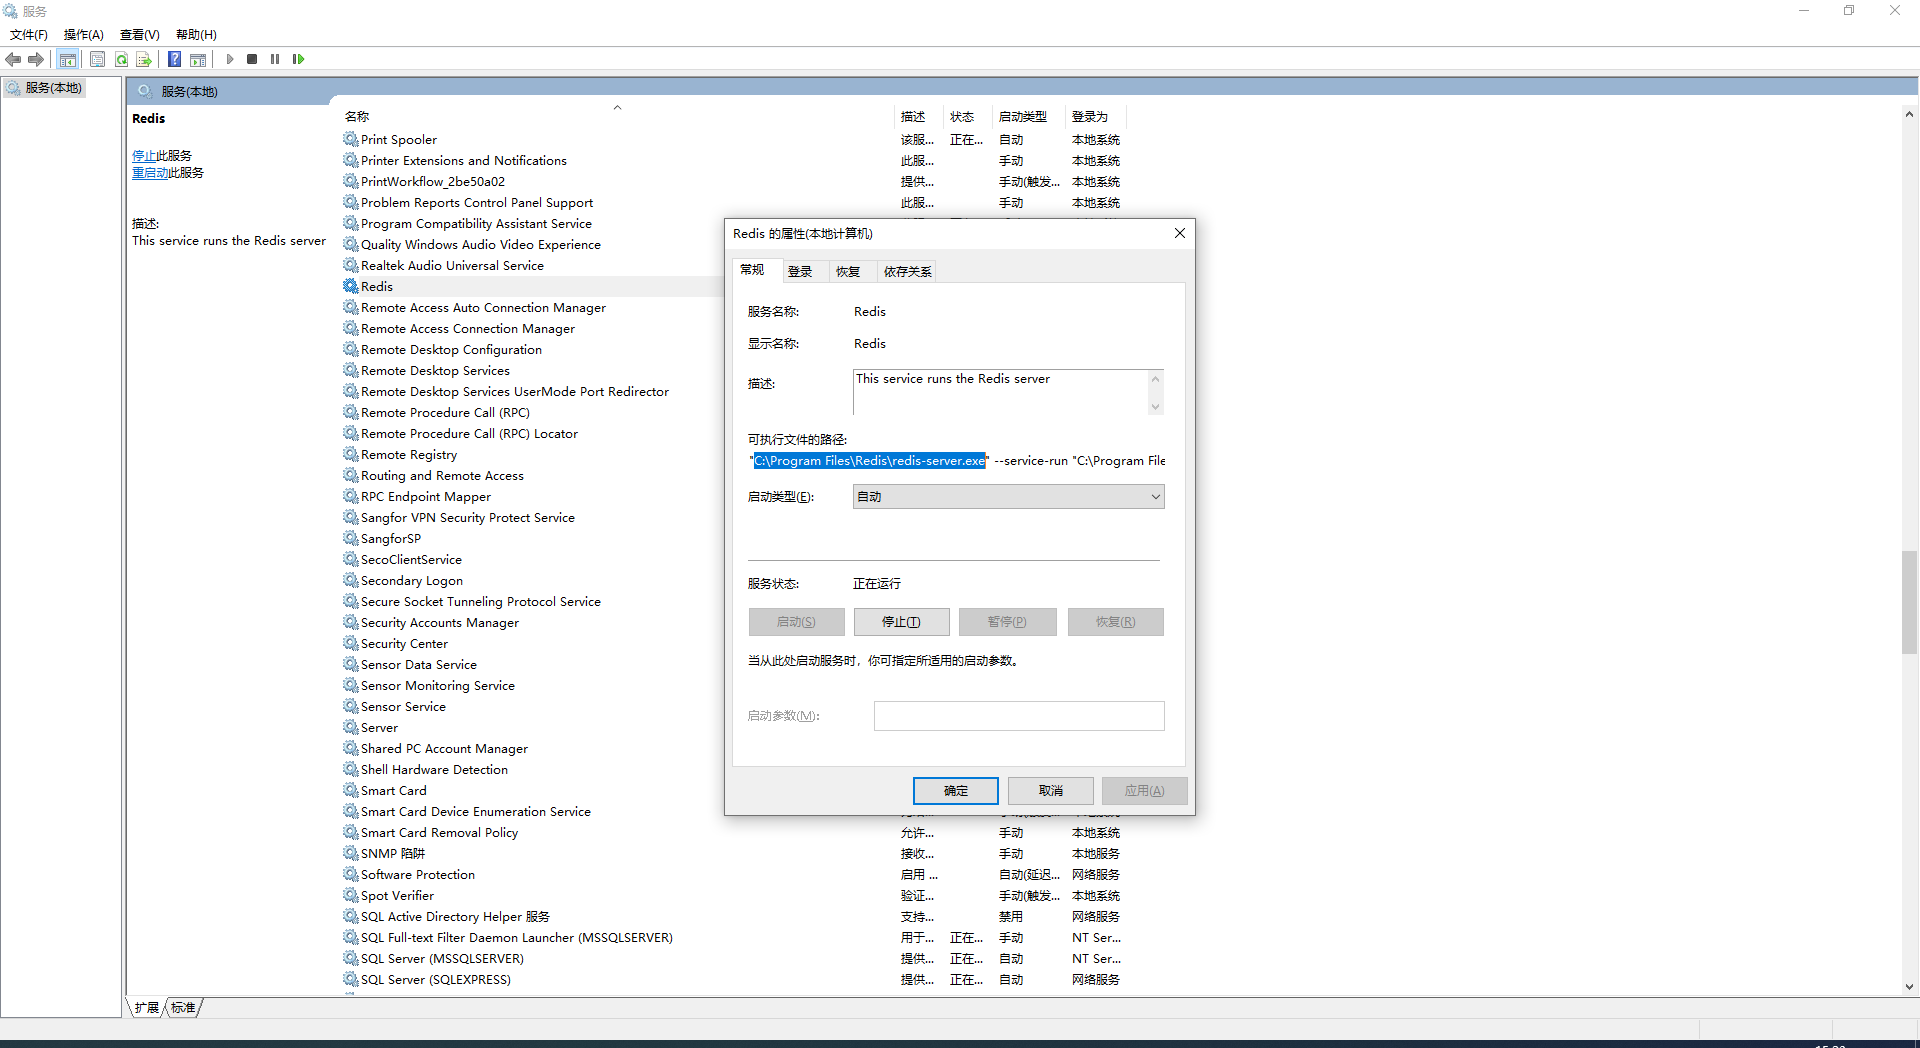 服务
文件(F) 操作(A) 查看(V) 帮助(H)
服务(本地)
服务(本地)
Redis
停止此服务
重启动此服务
描述:
This service runs the Redis server
名称 描述 状态 启动类型 登录为
Print Spooler 该服... 正在... 自动 本地系统
Printer Extensions and Notifications 此服... 手动 本地系统
PrintWorkflow_2be50a02 提供... 手动(触发... 本地系统
Problem Reports Control Panel Support 此服... 手动 本地系统
Program Compatibility Assistant Service
Quality Windows Audio Video Experience
Realtek Audio Universal Service
Redis
Remote Access Auto Connection Manager
Remote Access Connection Manager
Remote Desktop Configuration
Remote Desktop Services
Remote Desktop Services UserMode Port Redirector
Remote Procedure Call (RPC)
Remote Procedure Call (RPC) Locator
Remote Registry
Routing and Remote Access
RPC Endpoint Mapper
Sangfor VPN Security Protect Service
SangforSP
SecoClientService
Secondary Logon
Secure Socket Tunneling Protocol Service
Security Accounts Manager
Security Center
Sensor Data Service
Sensor Monitoring Service
Sensor Service
Server
Shared PC Account Manager
Shell Hardware Detection
Smart Card
Smart Card Device Enumeration Service
Smart Card Removal Policy 允许... 手动 本地系统
SNMP 陷阱 接收... 手动 本地服务
Software Protection 启用 ... 自动(延迟... 网络服务
Spot Verifier 验证... 手动(触发... 本地系统
SQL Active Directory Helper 服务 支持... 禁用 网络服务
SQL Full-text Filter Daemon Launcher (MSSQLSERVER) 用于... 正在... 手动 NT Ser...
SQL Server (MSSQLSERVER) 提供... 正在... 自动 NT Ser...
SQL Server (SQLEXPRESS) 提供... 正在... 自动 网络服务
扩展 标准
Redis 的属性(本地计算机)
常规 登录 恢复 依存关系
服务名称: Redis
显示名称: Redis
描述: This service runs the Redis server
可执行文件的路径:
"C:\Program Files\Redis\redis-server.exe" --service-run "C:\Program File
启动类型(E): 自动
服务状态: 正在运行
启动(S) 停止(T) 暂停(P) 恢复(R)
当从此处启动服务时，你可指定所适用的启动参数。
启动参数(M):
确定 取消 应用(A)